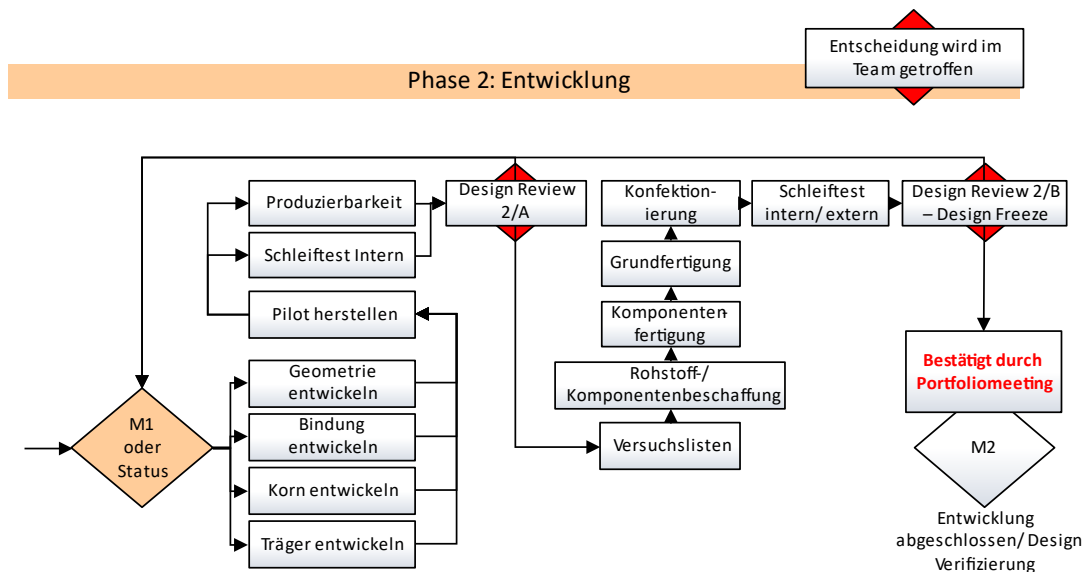 Entscheidung wird im
Team getroffen
Phase 2: Entwicklung
Produzierbarkeit
Schleiftest Intern
Pilot herstellen
Geometrie
entwickeln
Bindung
entwickeln
Korn entwickeln
Träger entwickeln
M1
oder
Status
Design Review
2/A
Konfektion-
ierung
Grundfertigung
Komponenten-
fertigung
Rohstoff-/
Komponentenbeschaffung
Versuchslisten
Schleiftest
intern/ extern
Design Review 2/B
– Design Freeze
Bestätigt durch
Portfoliomeeting
M2
Entwicklung
abgeschlossen/ Design
Verifizierung